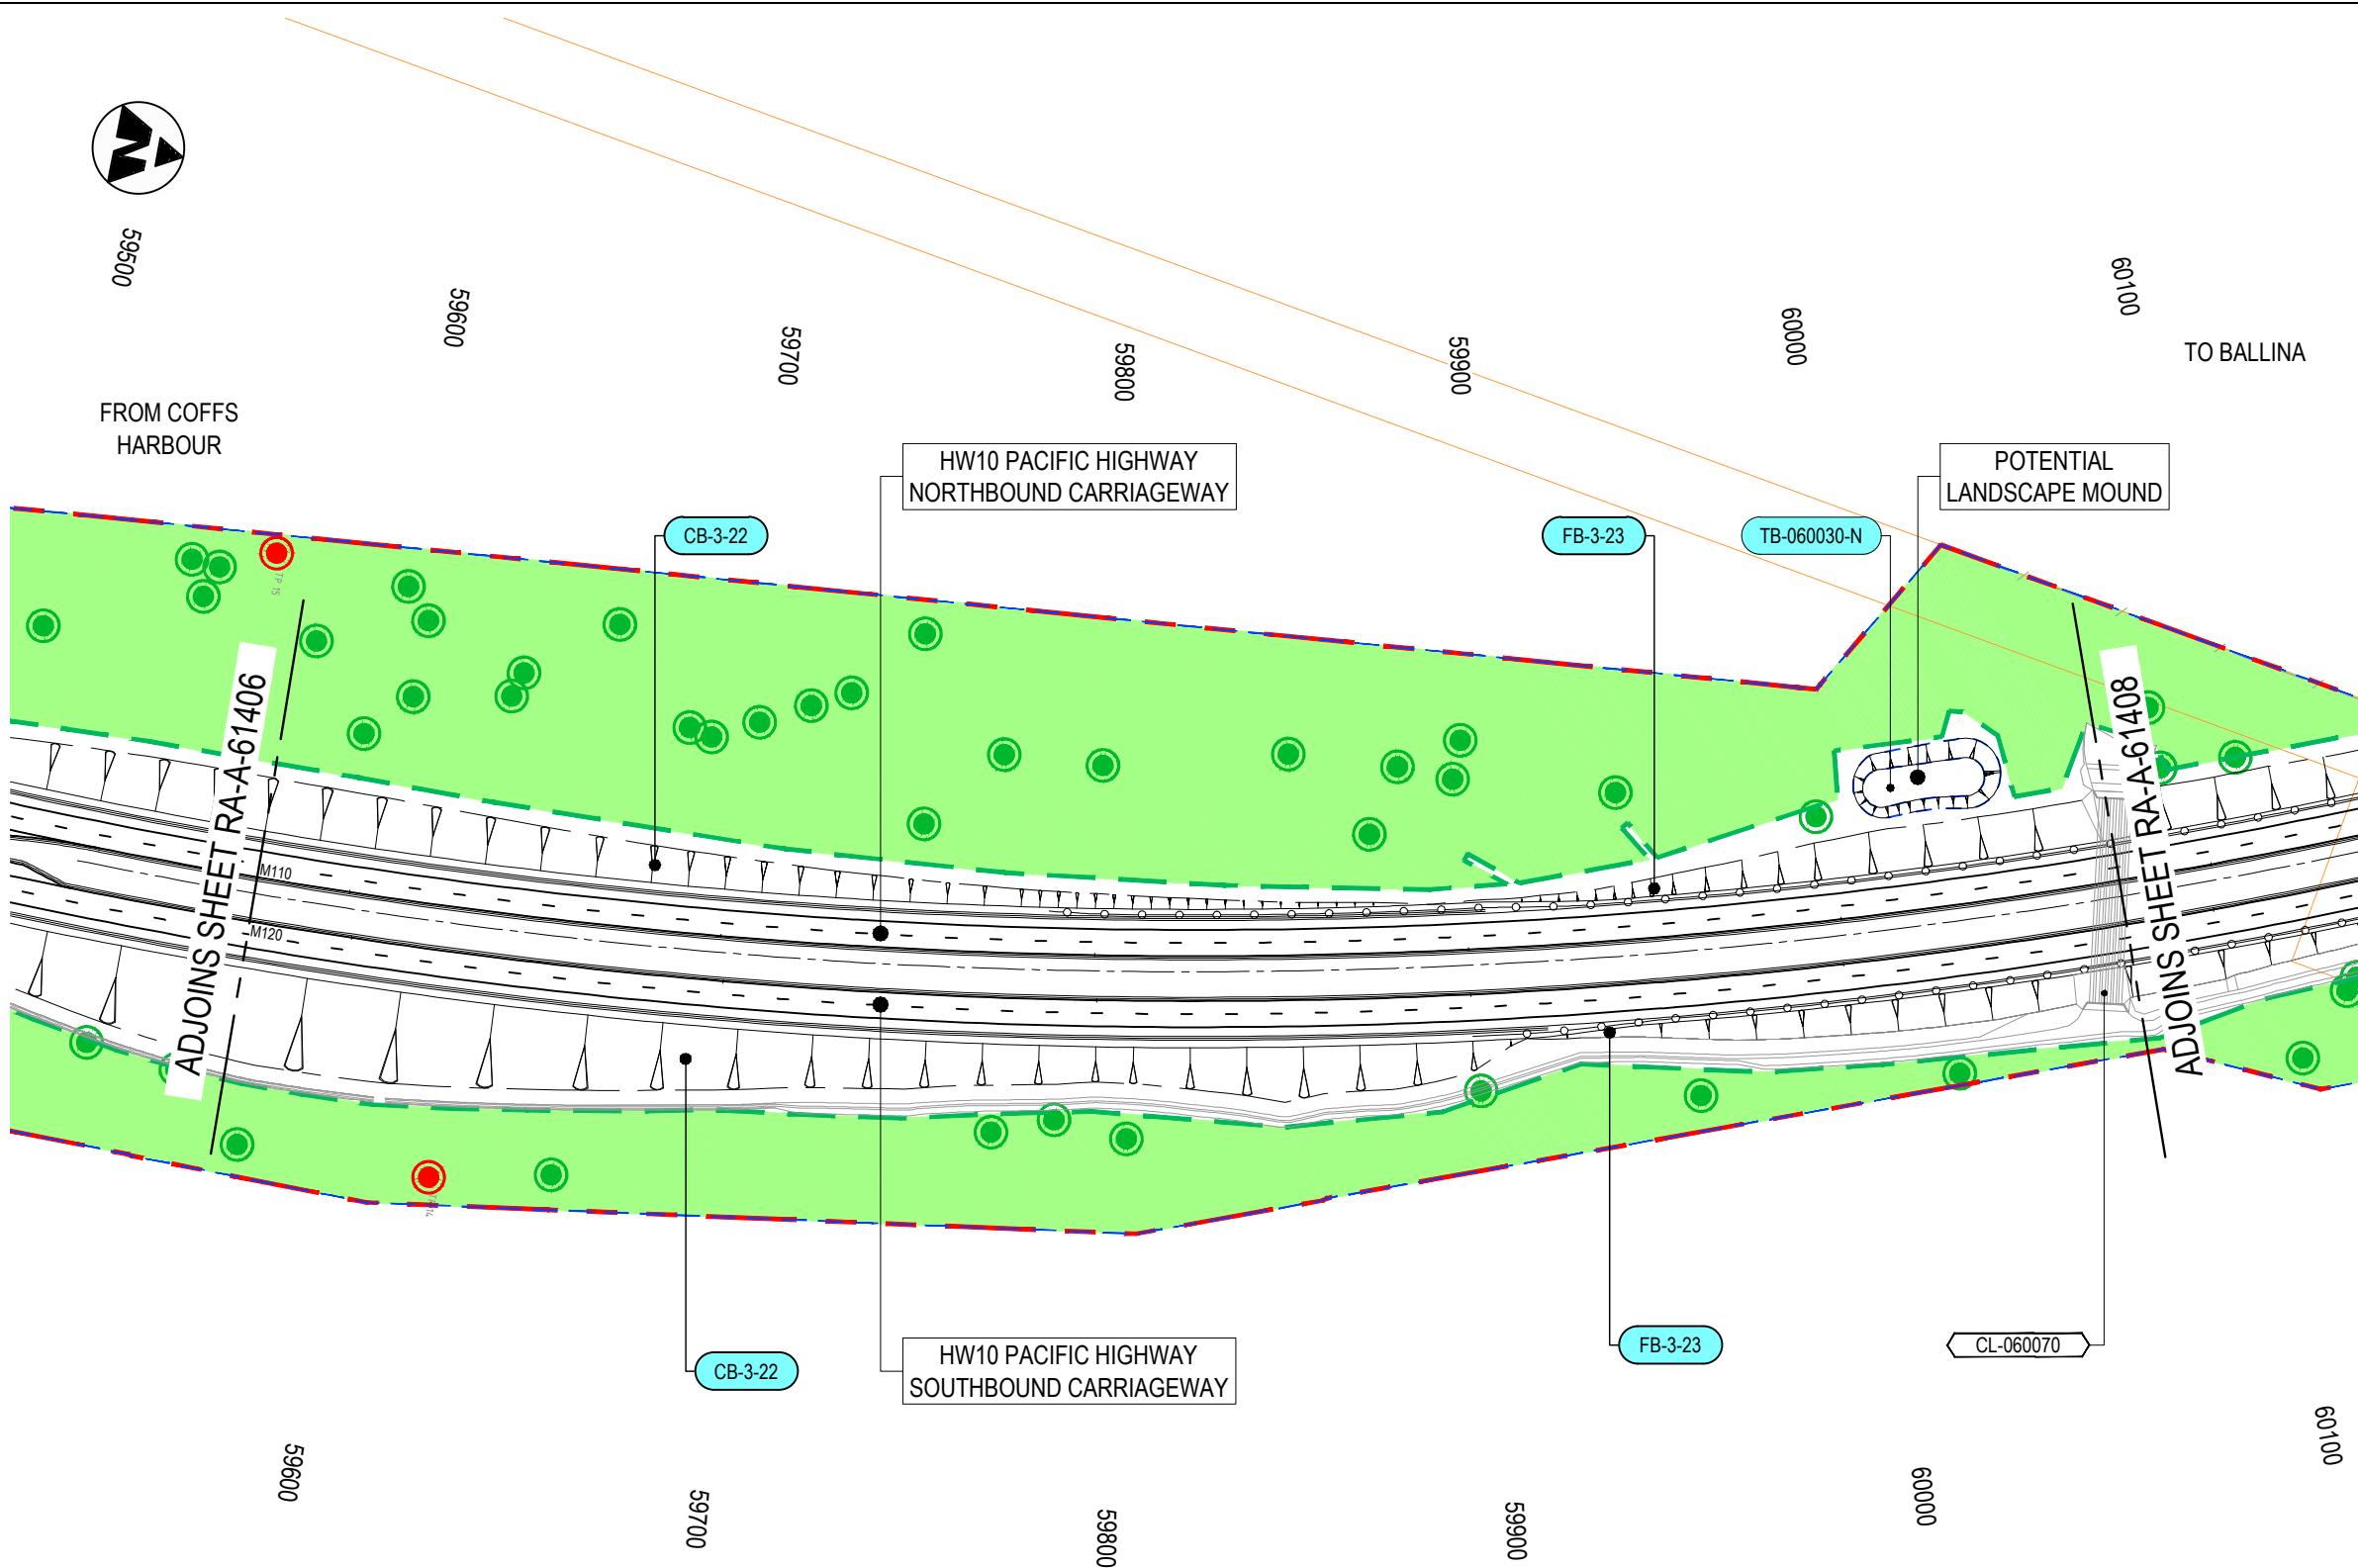 59500
59600
59700
59800
59900
60000
60100
TO BALLINA
FROM COFFS
HARBOUR
HW10 PACIFIC HIGHWAY
NORTHBOUND CARRIAGEWAY
POTENTIAL
LANDSCAPE MOUND
CB-3-22
FB-3-23
TB-060030-N
TP 15
ADJOINS SHEET RA-A-61406
ADJOINS SHEET RA-A-61408
M110
M120
CB-3-22
HW10 PACIFIC HIGHWAY
SOUTHBOUND CARRIAGEWAY
FB-3-23
CL-060070
59600
59700
59800
59900
60000
60100